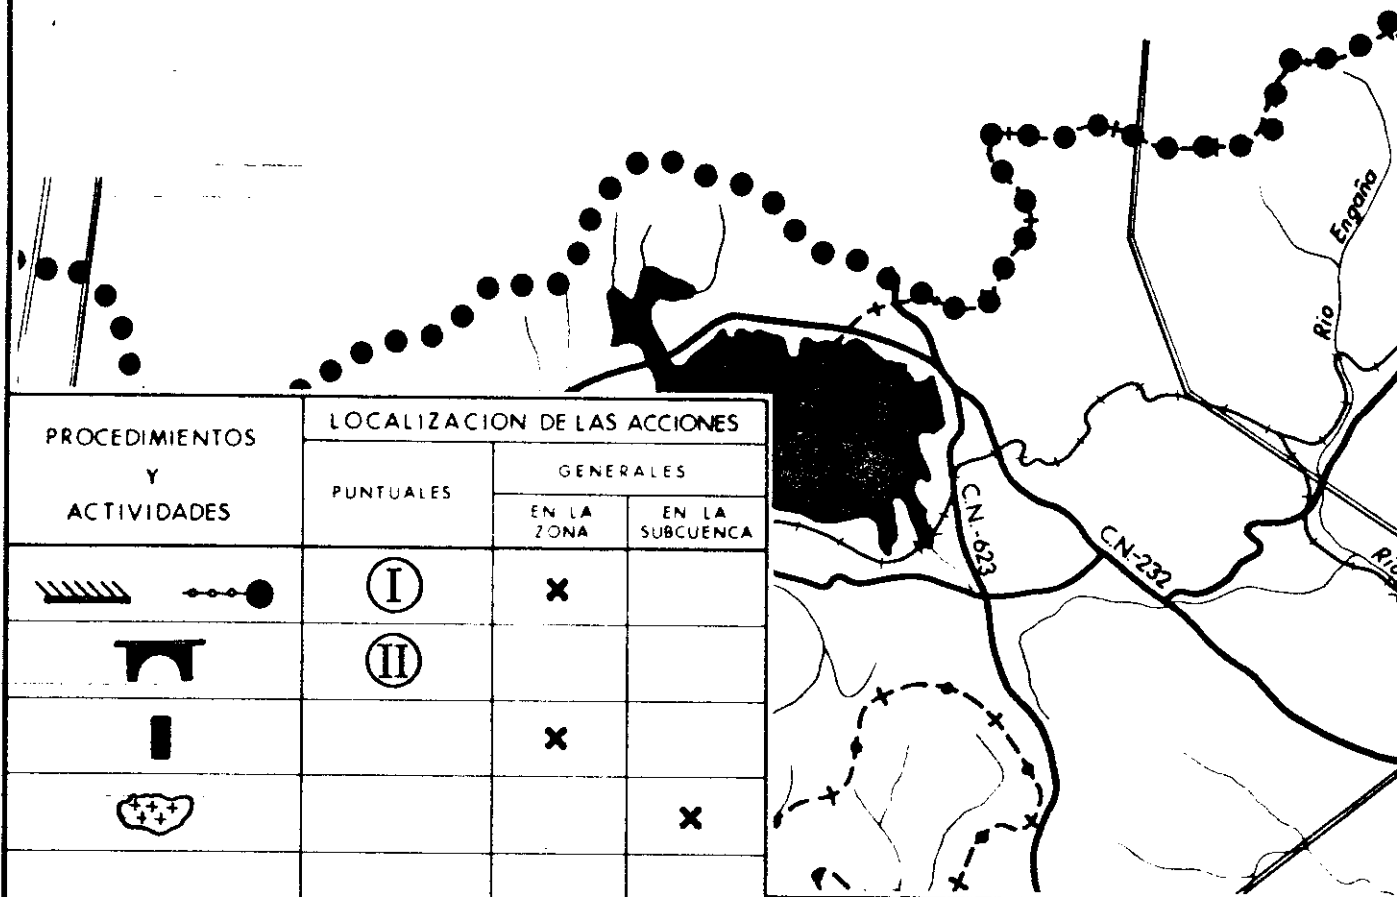 Engaña
Rio
C.N.-623
C.N.-232
Rio
PROCEDIMIENTOS
Y
ACTIVIDADES
LOCALIZACION DE LAS ACCIONES
PUNTUALES
GENERALES
EN LA
ZONA
EN LA
SUBCUENCA
I
II